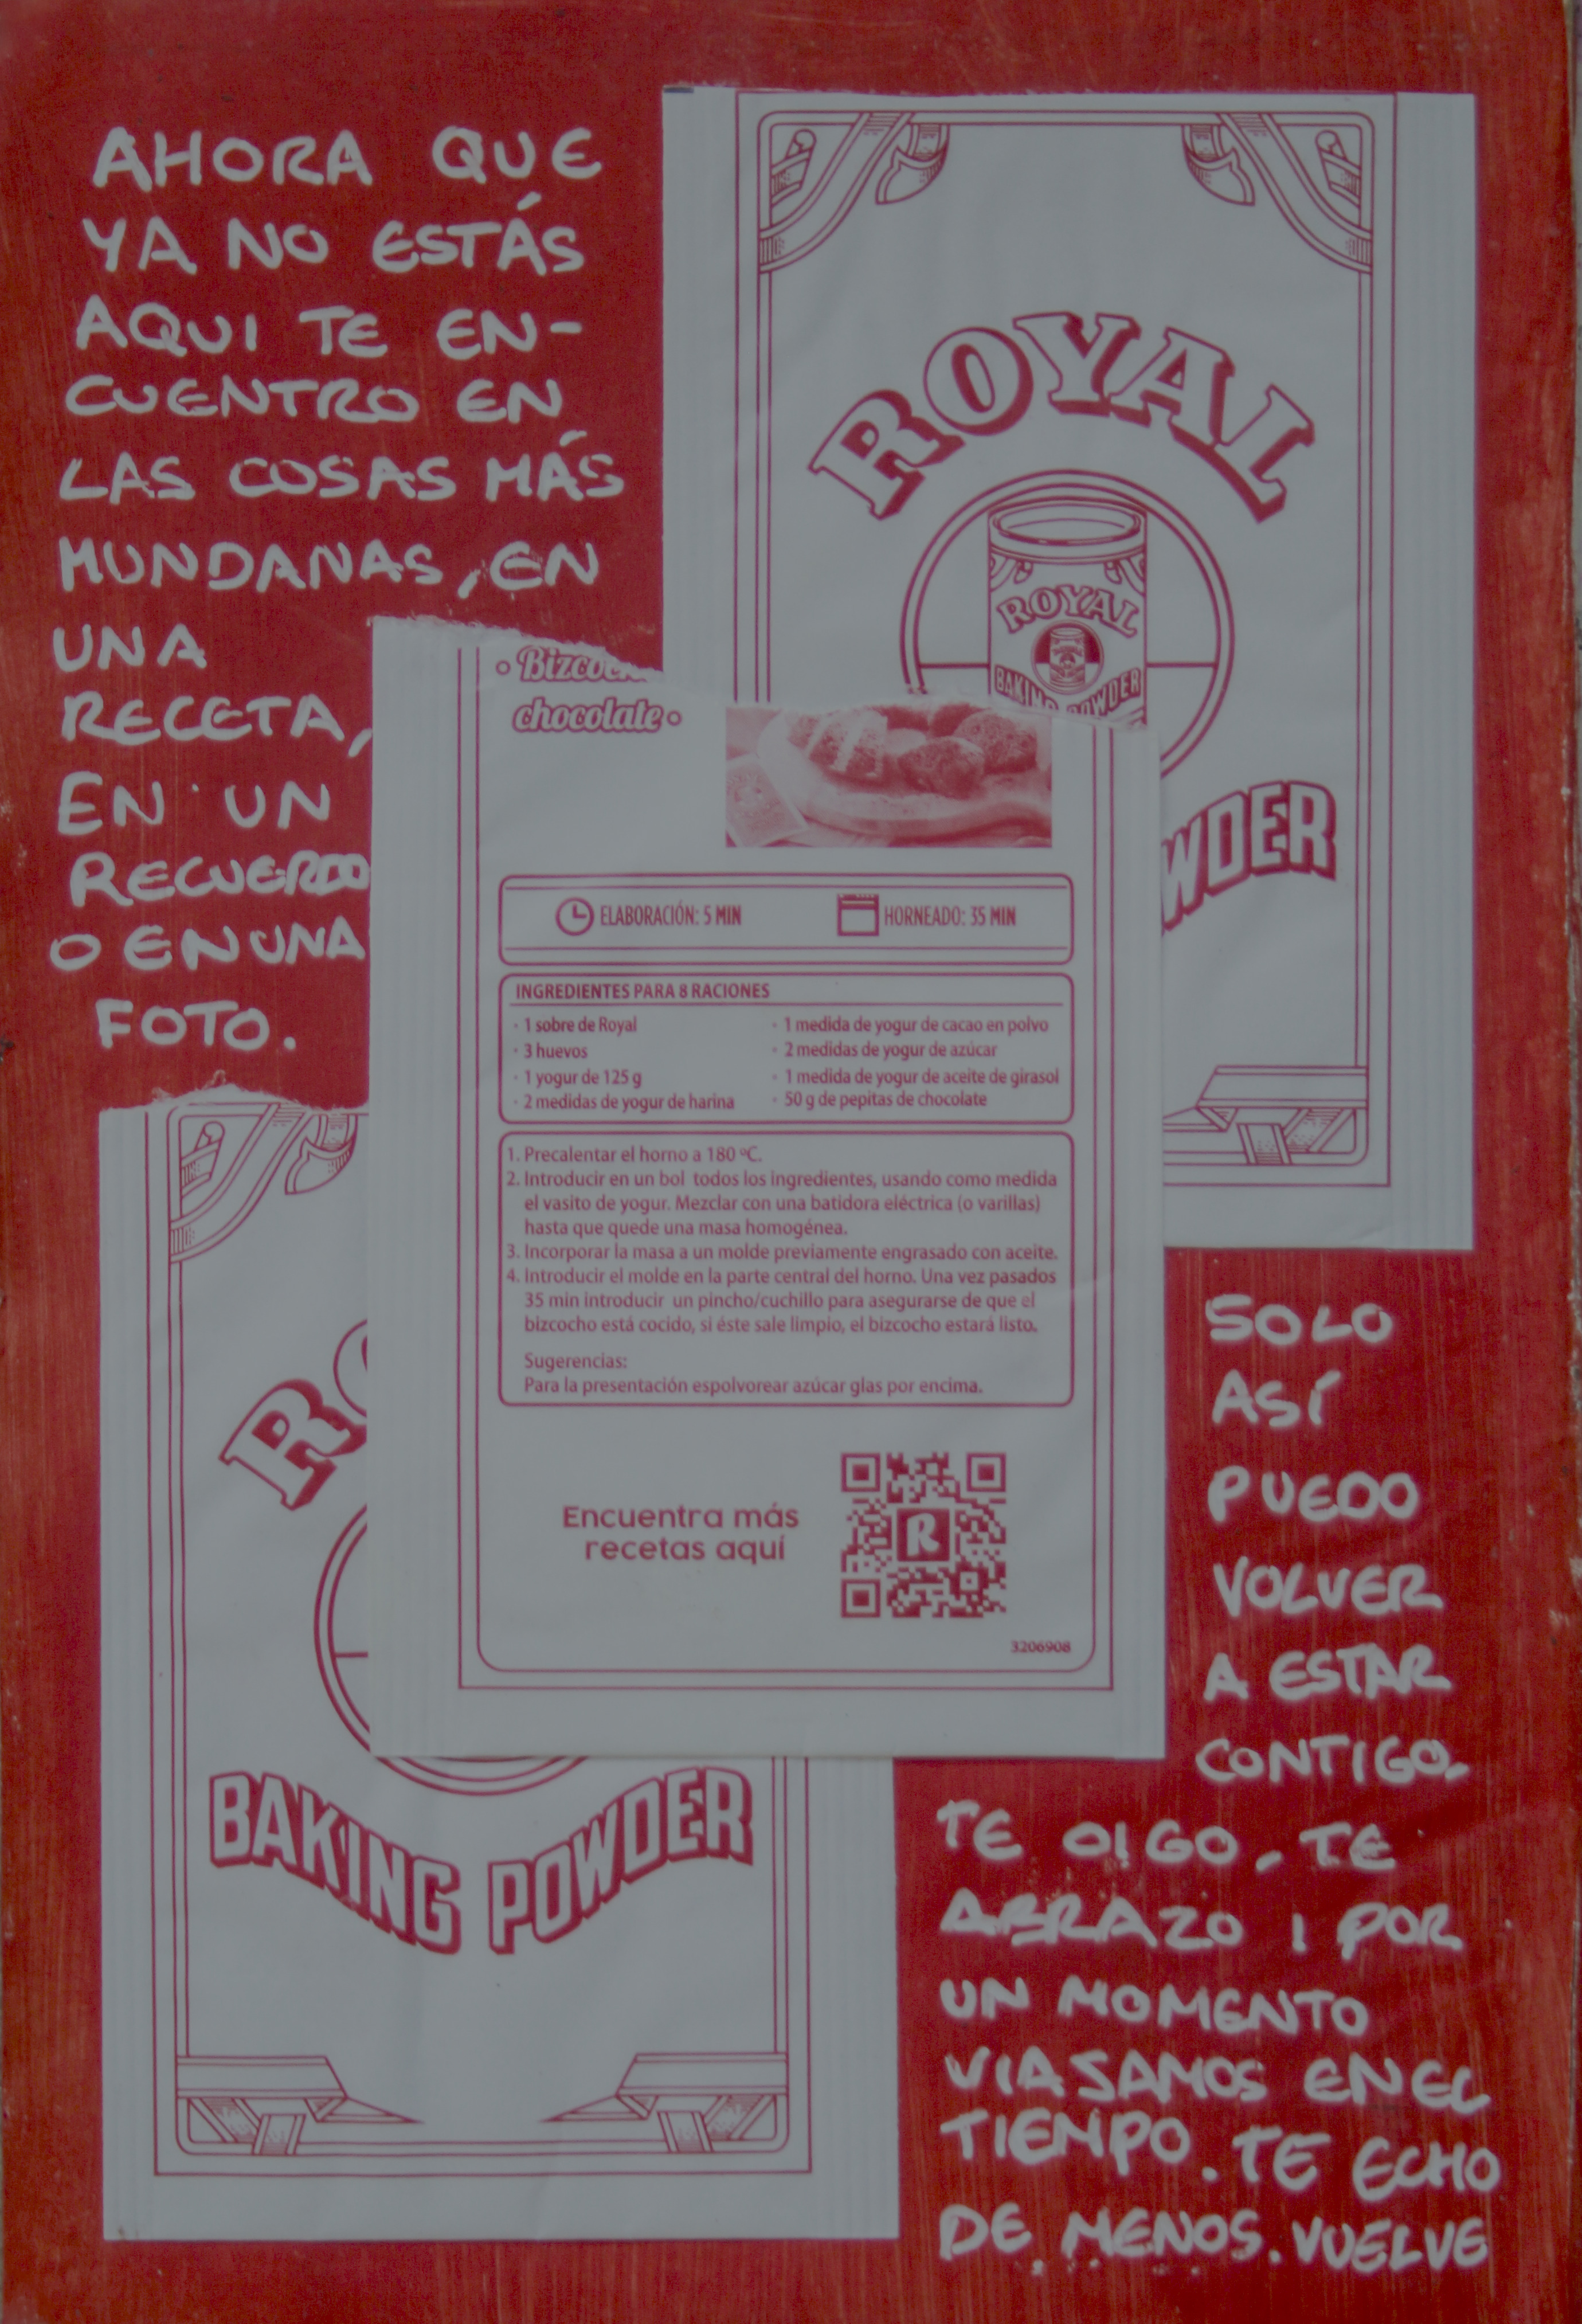 AHORA QUE
YA NO ESTÁS
AQUI TE EN-
CUENTRO EN
LAS COSAS MÁS
MUNDANAS, EN
UNA
RECETA,
EN UN
RECUERDO
O EN UNA
FOTO.
ROYAL
ROYAL
BAKING POWDER
WDER
chocolate
ELABORACIÓN: 5 MIN
HORNEADO: 35 MIN
INGREDIENTES PARA 8 RACIONES
· 1 sobre de Royal
· 3 huevos
· 1 yogur de 125 g
· 2 medidas de yogur de harina
· 1 medida de yogur de cacao en polvo
· 2 medidas de yogur de azúcar
· 1 medida de yogur de aceite de girasol
· 50 g de pepitas de chocolate
1. Precalentar el horno a 180 ºC.
2. Introducir en un bol todos los ingredientes, usando como medida
el vasito de yogur. Mezclar con una batidora eléctrica (o varillas)
hasta que quede una masa homogénea.
3. Incorporar la masa a un molde previamente engrasado con aceite.
4. Introducir el molde en la parte central del horno. Una vez pasados
35 min introducir un pincho/cuchillo para asegurarse de que el
bizcocho está cocido, si éste sale limpio, el bizcocho estará listo.
Sugerencias:
Para la presentación espolvorear azúcar glas por encima.
Encuentra más
recetas aquí
R
3206908
RO
BAKING POWDER
SOLO
ASÍ
PUEDO
VOLVER
A ESTAR
CONTIGO.
TE OIGO, TE
ABRAZO I POR
UN MOMENTO
VIASAMOS EN EL
TIEMPO. TE ECHO
DE MENOS. VUELVE